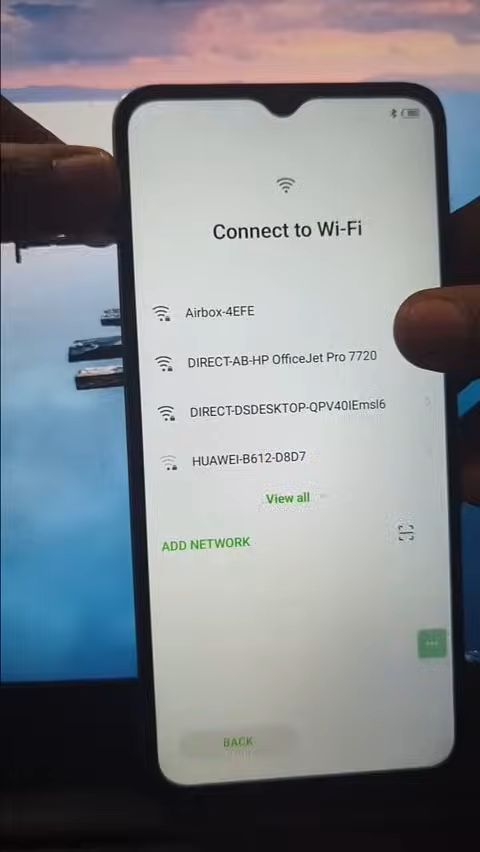 Connect to Wi-Fi
Airbox-4EFE
DIRECT-AB-HP OfficeJet Pro 7720
DIRECT-DSDESKTOP-QPV40IEmsI6
HUAWEI-B612-D8D7
View all
ADD NETWORK
BACK